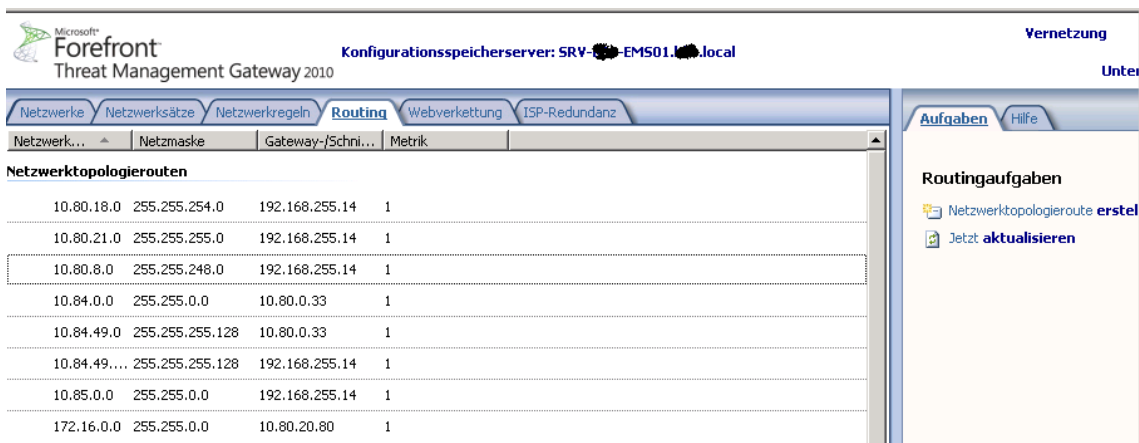 Microsoft®
Forefront
Threat Management Gateway 2010
Konfigurationsspeicherserver: SRV- -EMS01. .local
Vernetzung
Unter
Netzwerke Netzwerksätze Netzwerkregeln Routing Webverkettung ISP-Redundanz
Netzwerk... Netzmaske Gateway-/Schni... Metrik
Netzwerktopologierouten
10.80.18.0 255.255.254.0 192.168.255.14 1
10.80.21.0 255.255.255.0 192.168.255.14 1
10.80.8.0 255.255.248.0 192.168.255.14 1
10.84.0.0 255.255.0.0 10.80.0.33 1
10.84.49.0 255.255.255.128 10.80.0.33 1
10.84.49.... 255.255.255.128 192.168.255.14 1
10.85.0.0 255.255.0.0 192.168.255.14 1
172.16.0.0 255.255.0.0 10.80.20.80 1
Aufgaben Hilfe
Routingaufgaben
Netzwerktopologieroute erstel
Jetzt aktualisieren